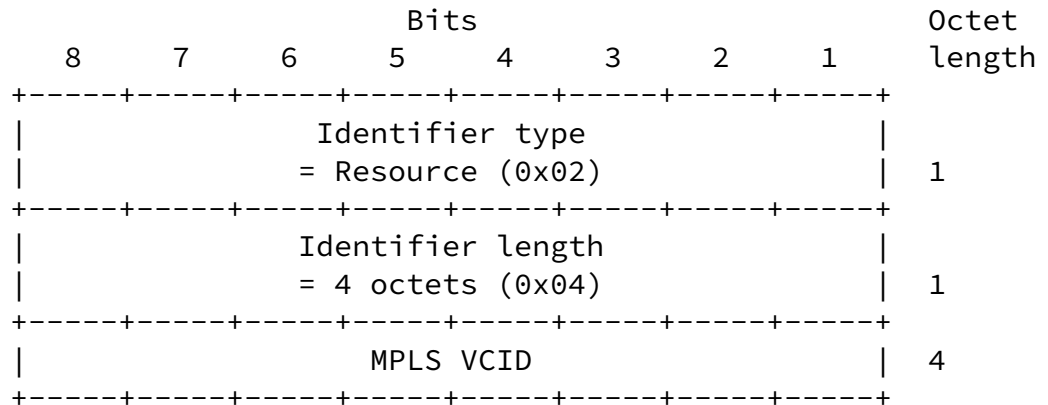 Bits Octet
8 7 6 5 4 3 2 1 length
+-----+-----+-----+-----+-----+-----+-----+-----+
| Identifier type |
| = Resource (0x02) | 1
+-----+-----+-----+-----+-----+-----+-----+-----+
| Identifier length |
| = 4 octets (0x04) | 1
+-----+-----+-----+-----+-----+-----+-----+-----+
| MPLS VCID | 4
+-----+-----+-----+-----+-----+-----+-----+-----+